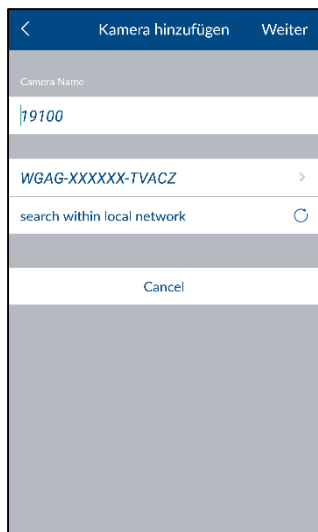 Kamera hinzufügen Weiter
Camera Name
19100
WGAG-XXXXXX-TVACZ
search within local network
Cancel